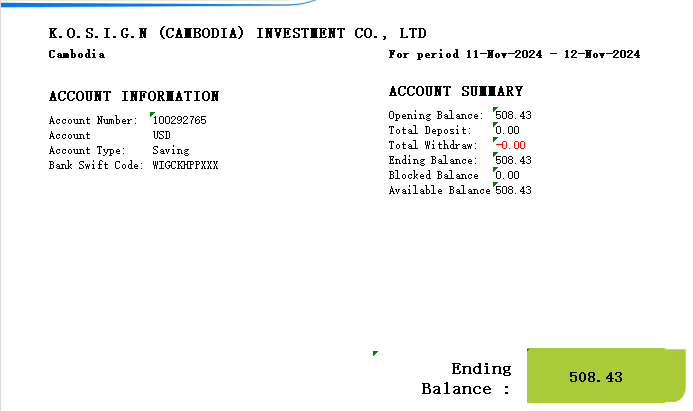 K.O.S.I.G.N (CAMBODIA) INVESTMENT CO., LTD
Cambodia
For period 11-Nov-2024 - 12-Nov-2024
ACCOUNT INFORMATION
Account Number: 100292765
Account USD
Account Type: Saving
Bank Swift Code: WIGCKHPPXXX
ACCOUNT SUMMARY
Opening Balance: 508.43
Total Deposit: 0.00
Total Withdraw: -0.00
Ending Balance: 508.43
Blocked Balance 0.00
Available Balance 508.43
Ending
Balance : 508.43